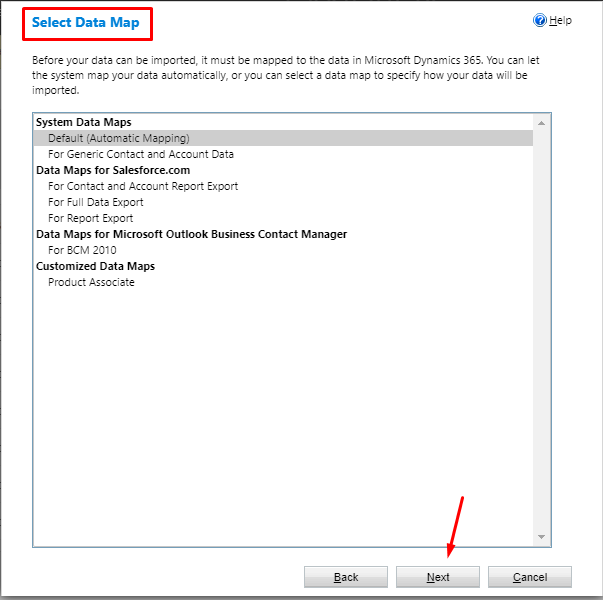 Select Data Map
Help
Before your data can be imported, it must be mapped to the data in Microsoft Dynamics 365. You can let
the system map your data automatically, or you can select a data map to specify how your data will be
imported.
System Data Maps
Default (Automatic Mapping)
For Generic Contact and Account Data
Data Maps for Salesforce.com
For Contact and Account Report Export
For Full Data Export
For Report Export
Data Maps for Microsoft Outlook Business Contact Manager
For BCM 2010
Customized Data Maps
Product Associate
Back
Next
Cancel